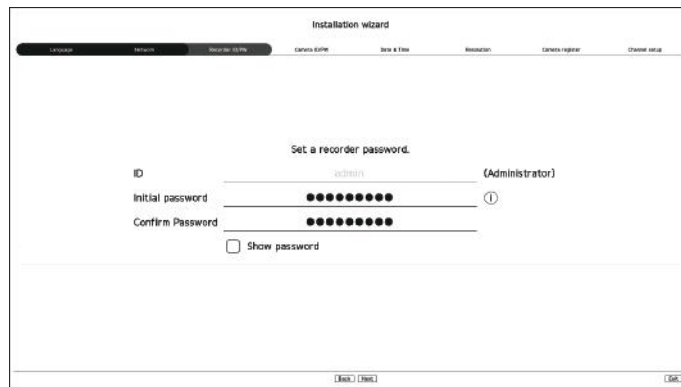 Installation wizard
Language Network Recorder ID/PW Camera ID/PW Date & Time Resolution Camera register Channel setup
Set a recorder password.
ID admin (Administrator)
Initial password ●●●●●●●●● ⓘ
Confirm Password ●●●●●●●●●
Show password
Back Next Exit